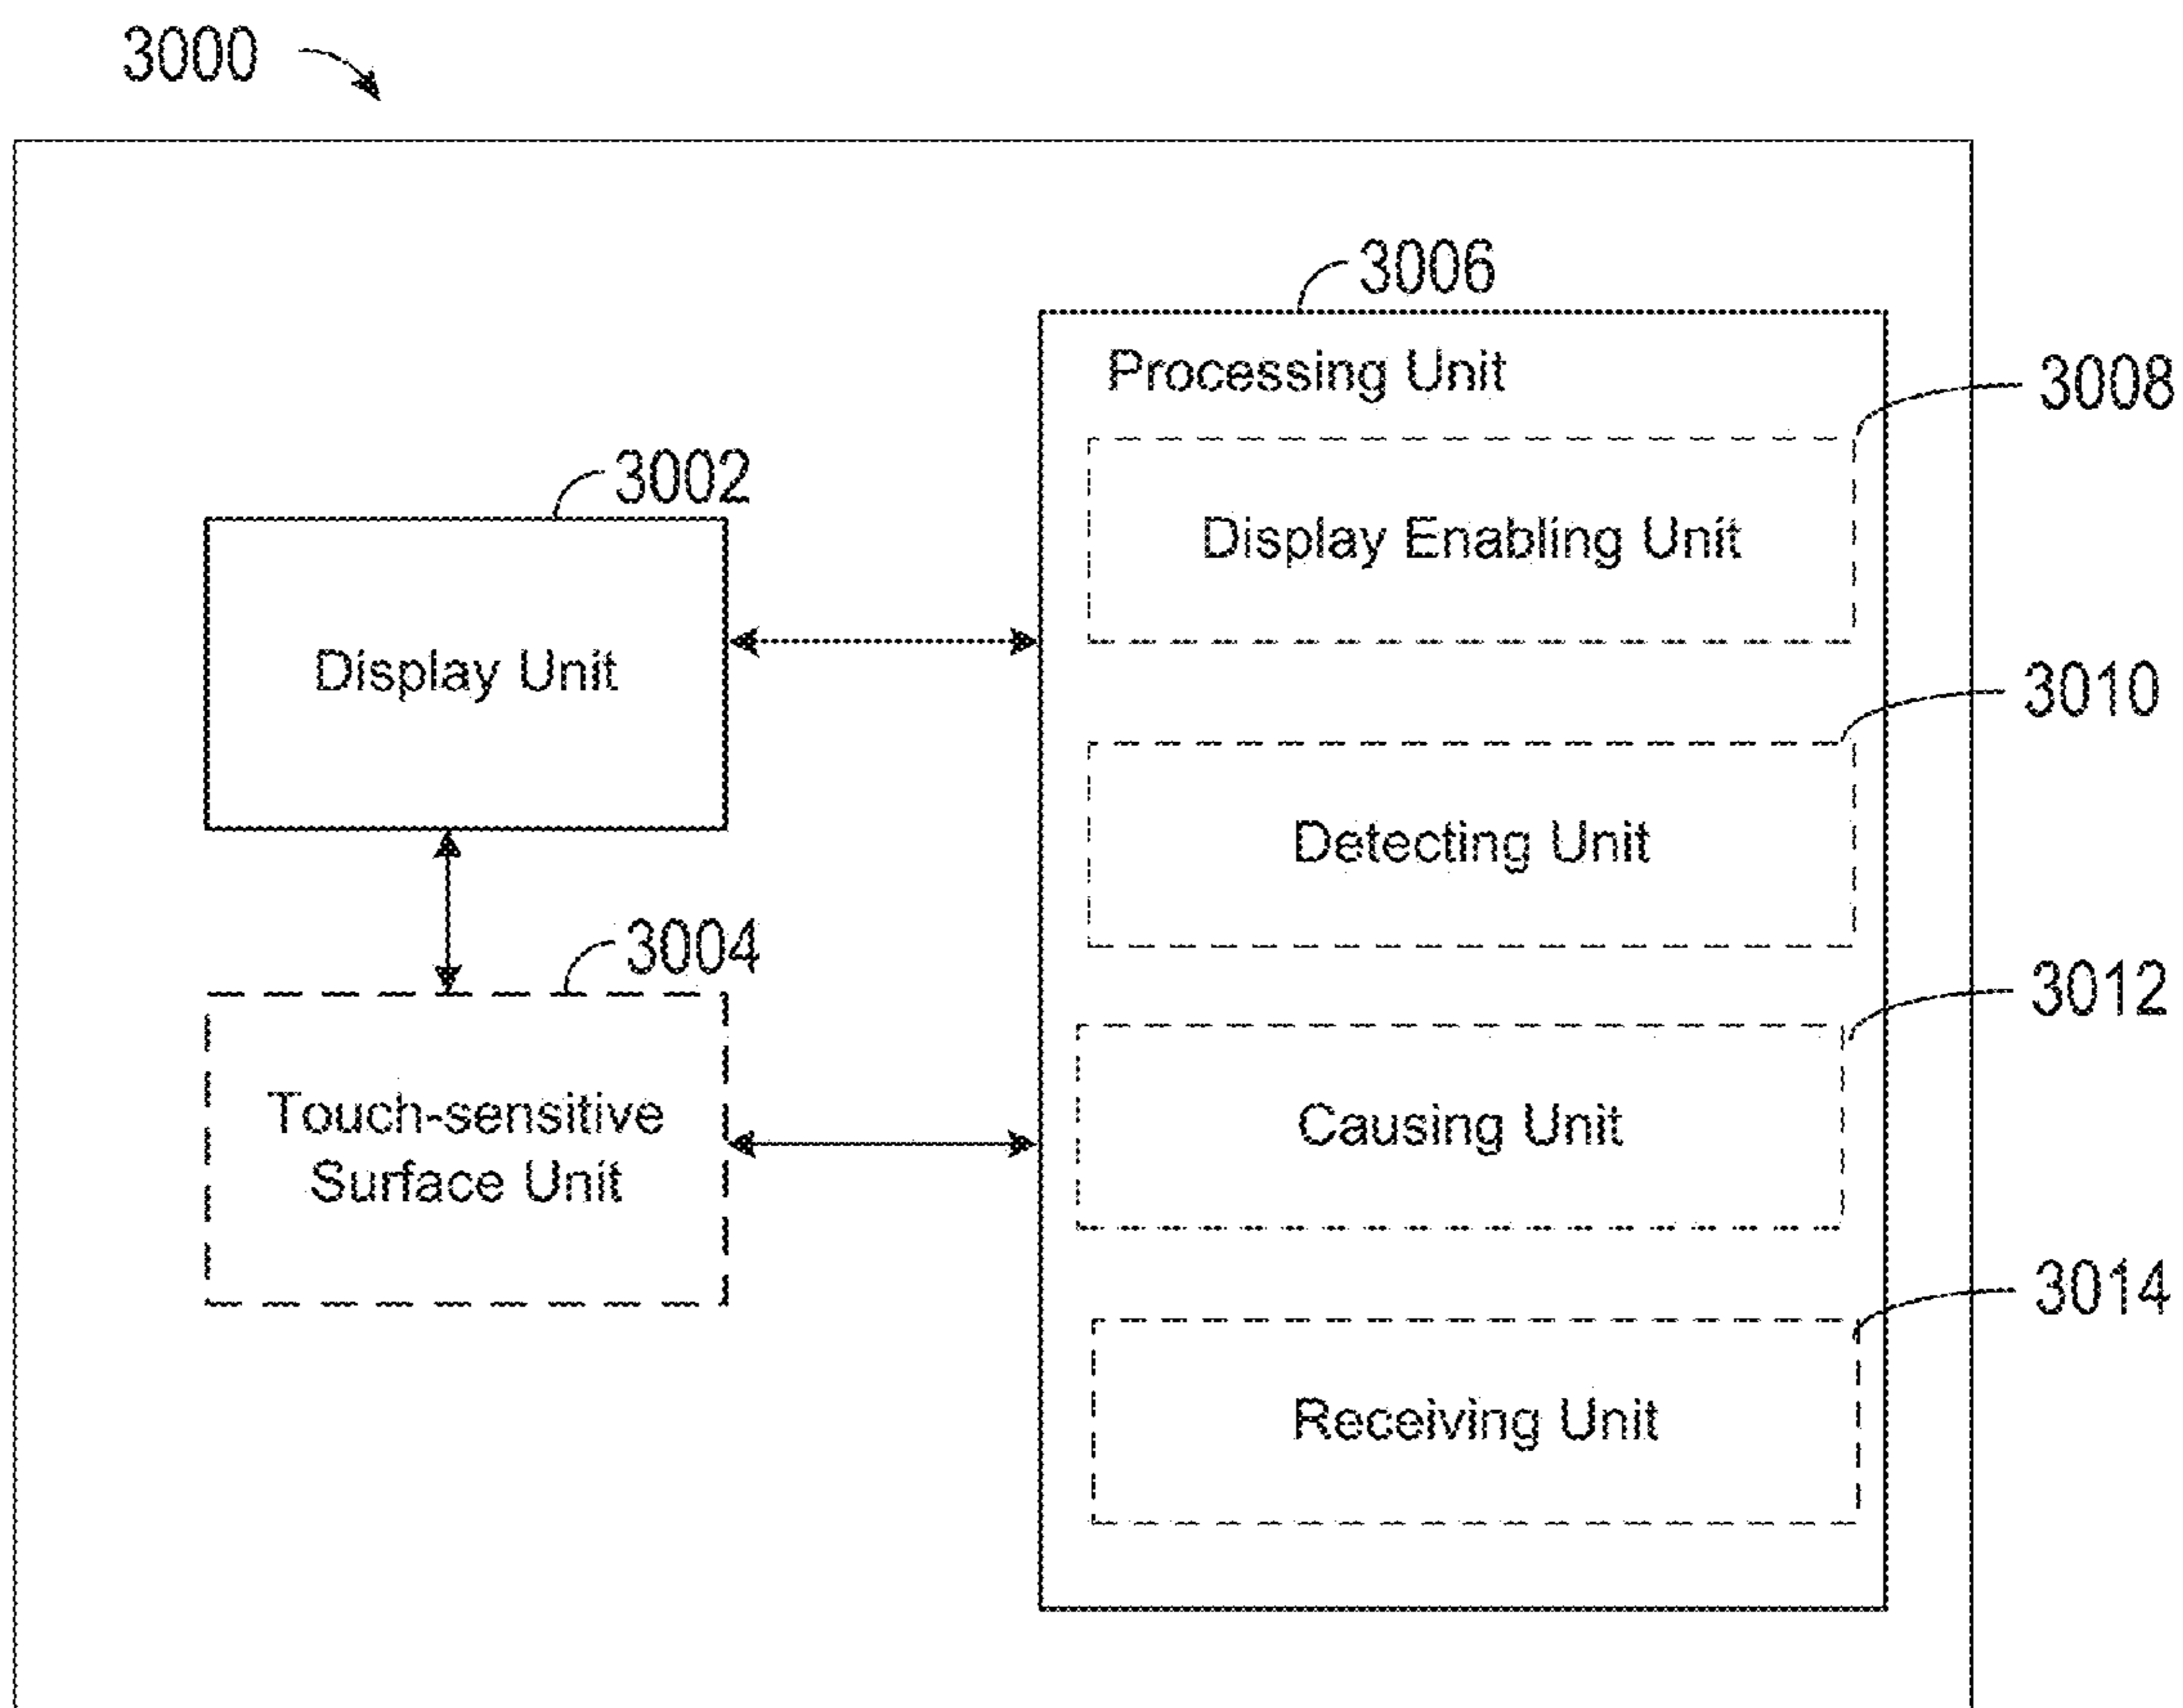 3000
3006
Processing Unit
3008
3002
Display Enabling Unit
Display Unit
3010
Detecting Unit
3004
3012
Touch-sensitive
Surface Unit
Causing Unit
3014
Receiving Unit